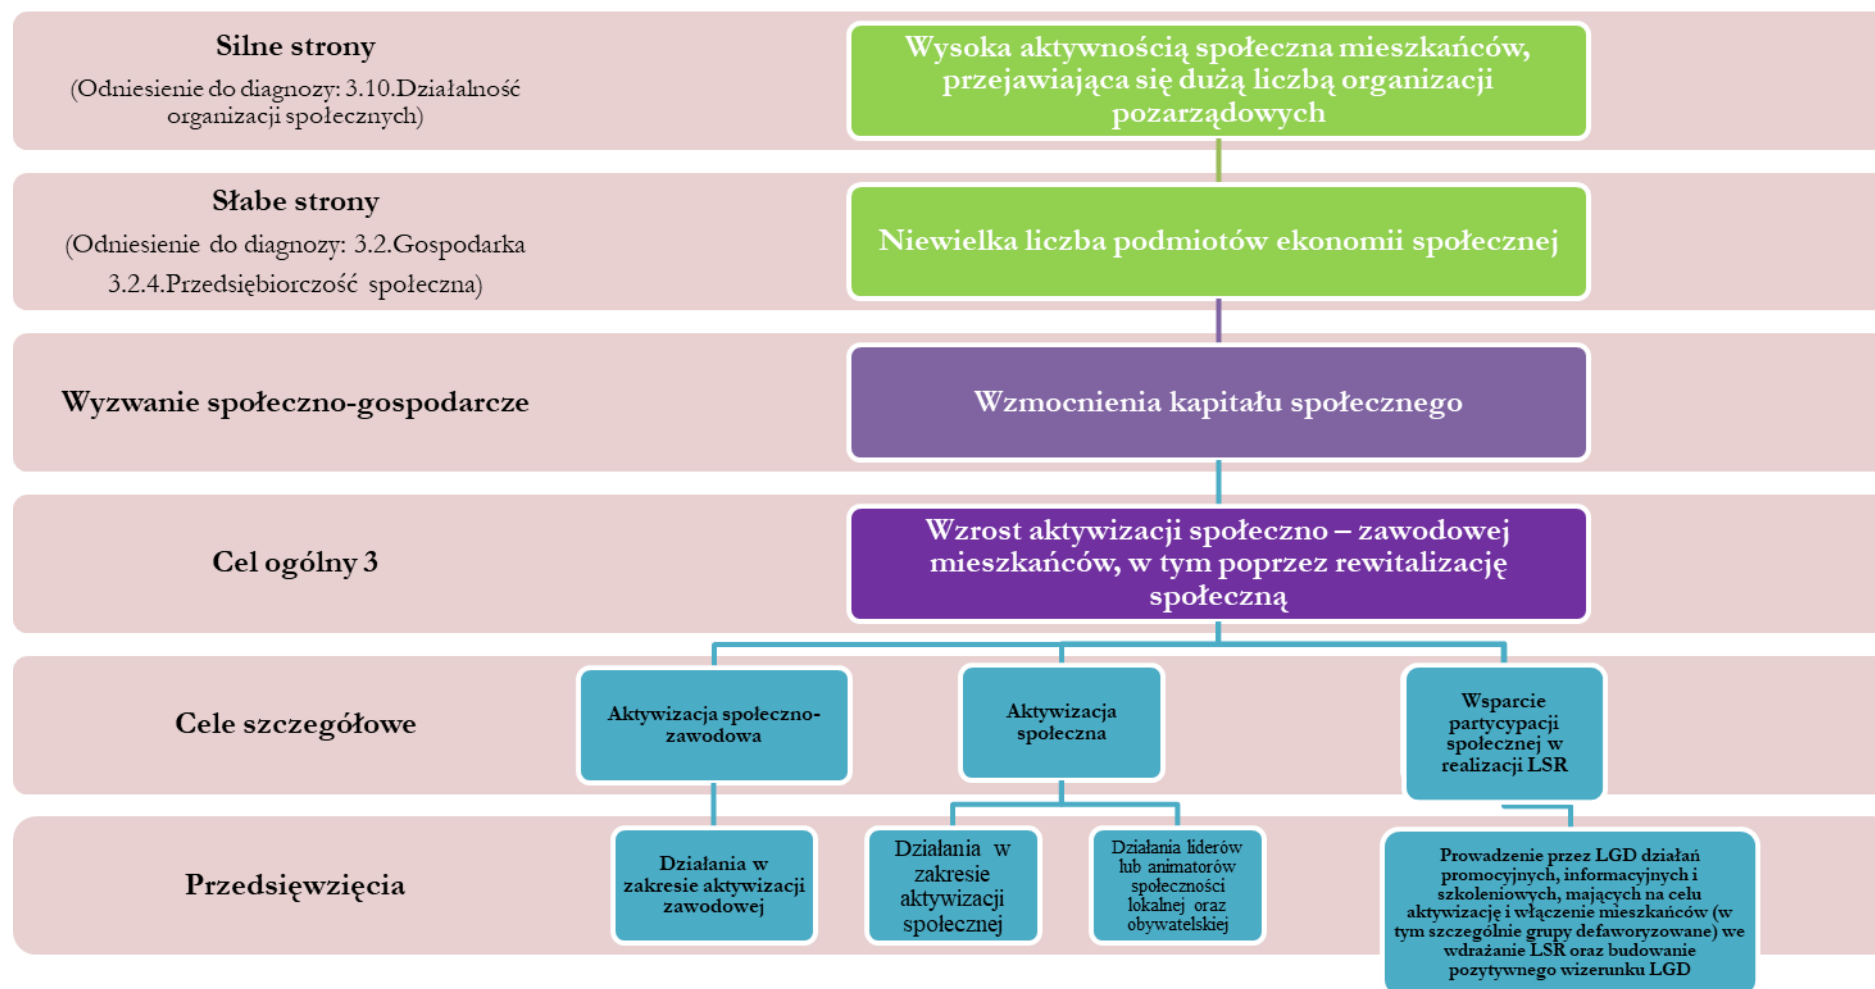 Silne strony
(Odniesienie do diagnozy: 3.10.Działalność
organizacji społecznych)
Wysoka aktywnością społeczna mieszkańców,
przejawiająca się dużą liczbą organizacji
pozarządowych
Słabe strony
(Odniesienie do diagnozy: 3.2.Gospodarka
3.2.4.Przedsiębiorczość społeczna)
Niewielka liczba podmiotów ekonomii społecznej
Wyzwanie społeczno-gospodarcze
Wzmocnienia kapitału społecznego
Cel ogólny 3
Wzrost aktywizacji społeczno – zawodowej
mieszkańców, w tym poprzez rewitalizację
społeczną
Cele szczegółowe
Aktywizacja społeczno-
zawodowa
Aktywizacja
społeczna
Wsparcie
partycypacji
społecznej w
realizacji LSR
Przedsięwzięcia
Działania w
zakresie aktywizacji
zawodowej
Działania w
zakresie
aktywizacji
społecznej
Działania liderów
lub animatorów
społeczności
lokalnej oraz
obywatelskiej
Prowadzenie przez LGD działań
promocyjnych, informacyjnych i
szkoleniowych, mających na celu
aktywizację i włączenie mieszkańców (w
tym szczególnie grupy defaworyzowane) we
wdrażanie LSR oraz budowanie
pozytywnego wizerunku LGD